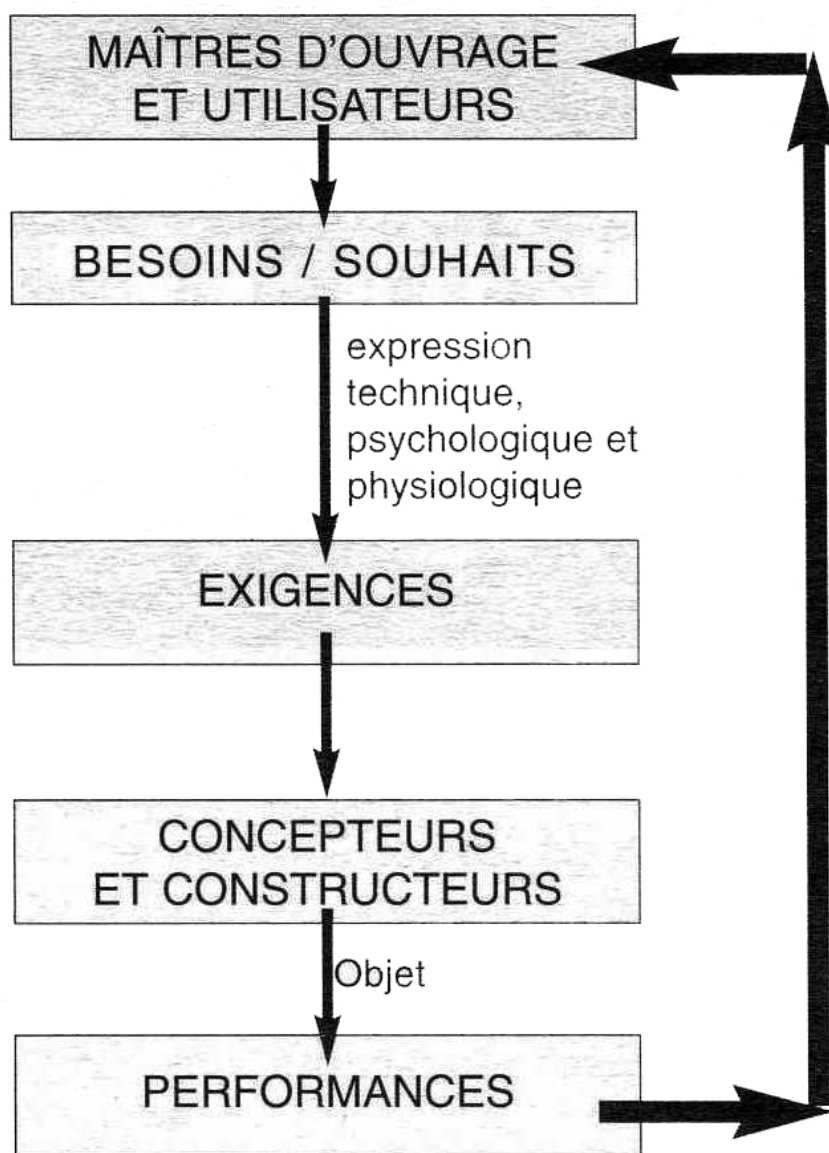 MAÎTRES D'OUVRAGE
ET UTILISATEURS
BESOINS / SOUHAITS
expression
technique,
psychologique et
physiologique
EXIGENCES
CONCEPTEURS
ET CONSTRUCTEURS
Objet
PERFORMANCES